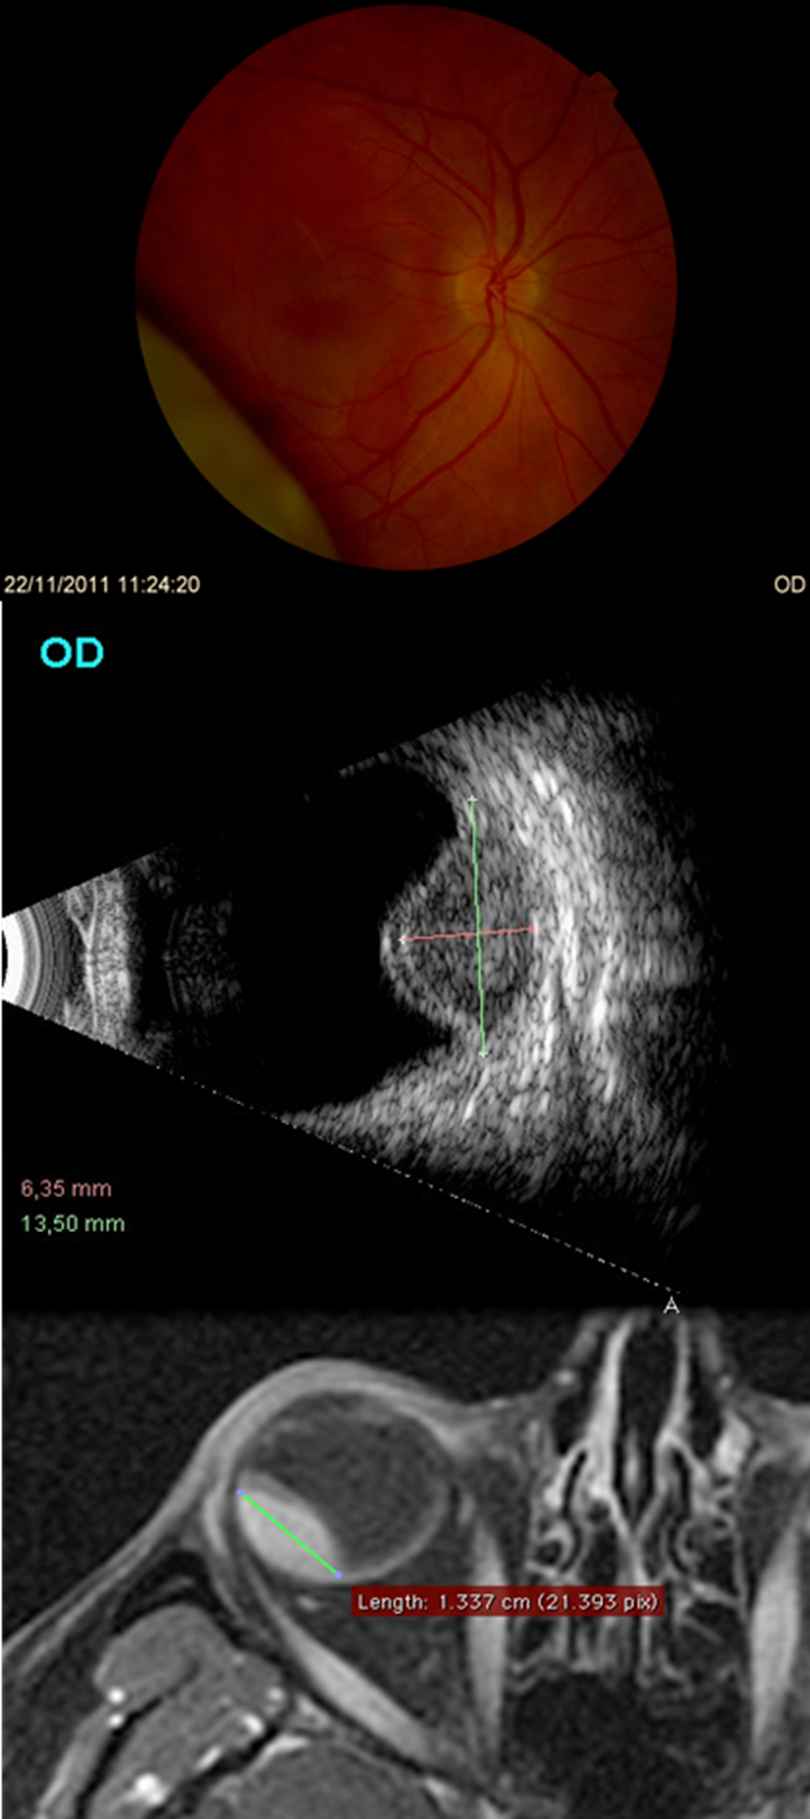 22/11/2011 11:24:20 OD
OD
6,35 mm
13,50 mm
A
Length: 1.337 cm (21.393 pix)